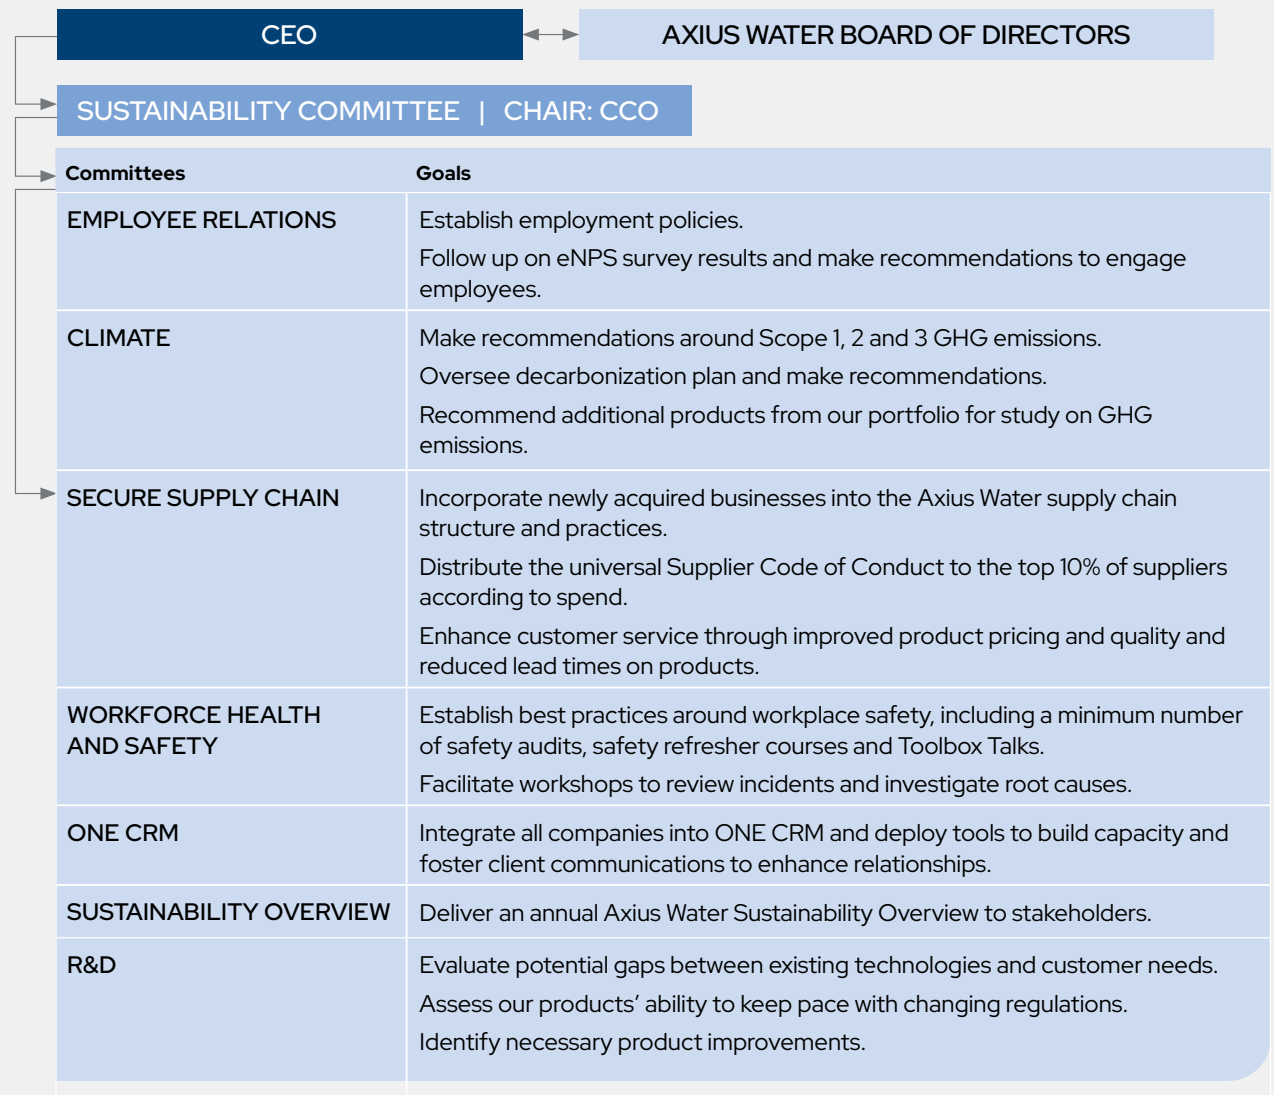 CEO
AXIUS WATER BOARD OF DIRECTORS
SUSTAINABILITY COMMITTEE | CHAIR: CCO
Committees
Goals
EMPLOYEE RELATIONS
Establish employment policies.
Follow up on eNPS survey results and make recommendations to engage
employees.
CLIMATE
Make recommendations around Scope 1, 2 and 3 GHG emissions.
Oversee decarbonization plan and make recommendations.
Recommend additional products from our portfolio for study on GHG
emissions.
SECURE SUPPLY CHAIN
Incorporate newly acquired businesses into the Axius Water supply chain
structure and practices.
Distribute the universal Supplier Code of Conduct to the top 10% of suppliers
according to spend.
Enhance customer service through improved product pricing and quality and
reduced lead times on products.
WORKFORCE HEALTH
AND SAFETY
Establish best practices around workplace safety, including a minimum number
of safety audits, safety refresher courses and Toolbox Talks.
Facilitate workshops to review incidents and investigate root causes.
ONE CRM
Integrate all companies into ONE CRM and deploy tools to build capacity and
foster client communications to enhance relationships.
SUSTAINABILITY OVERVIEW
Deliver an annual Axius Water Sustainability Overview to stakeholders.
R&D
Evaluate potential gaps between existing technologies and customer needs.
Assess our products’ ability to keep pace with changing regulations.
Identify necessary product improvements.